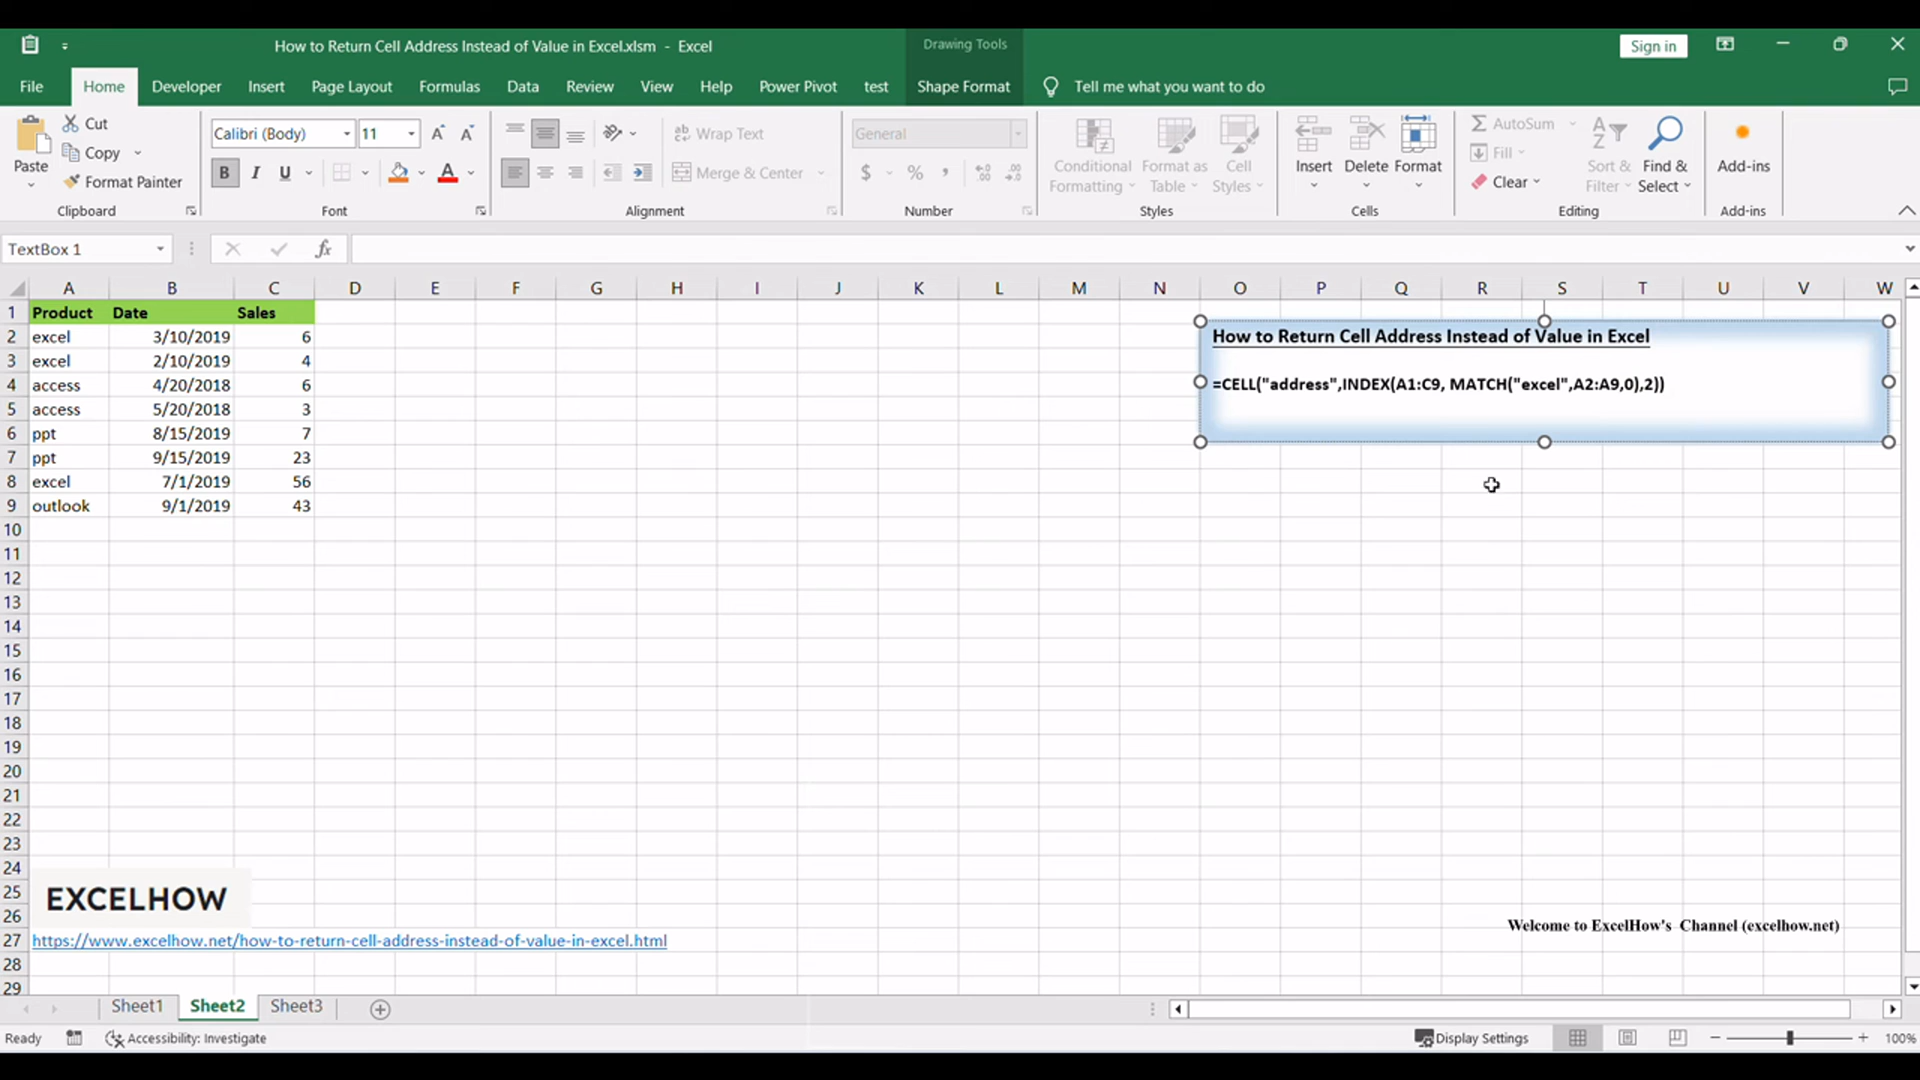 How to Return Cell Address Instead of Value in Excel.xlsm - Excel
Drawing Tools
Sign in
File Home Developer Insert Page Layout Formulas Data Review View Help Power Pivot test Shape Format Tell me what you want to do
Paste
Cut
Copy
Format Painter
Clipboard
Calibri (Body) 11
B I U
Font
Wrap Text
Merge & Center
Alignment
General
$ % ,
Number
Conditional Formatting
Format as Table
Cell Styles
Styles
Insert Delete Format
Cells
AutoSum
Fill
Clear
Sort & Filter
Find & Select
Editing
Add-ins
Add-ins
TextBox 1
fx
A B C D E F G H I J K L M N O P Q R S T U V W
1 Product Date Sales
2 excel 3/10/2019 6
3 excel 2/10/2019 4
4 access 4/20/2018 6
5 access 5/20/2018 3
6 ppt 8/15/2019 7
7 ppt 9/15/2019 23
8 excel 7/1/2019 56
9 outlook 9/1/2019 43
How to Return Cell Address Instead of Value in Excel
=CELL("address",INDEX(A1:C9, MATCH("excel",A2:A9,0),2))
10
11
12
13
14
15
16
17
18
19
20
21
22
23
24
25
26
27
28
29
EXCELHOW
https://www.excelhow.net/how-to-return-cell-address-instead-of-value-in-excel.html
Welcome to ExcelHow's Channel (excelhow.net)
Sheet1 Sheet2 Sheet3
Ready
Accessibility: Investigate
Display Settings
100%